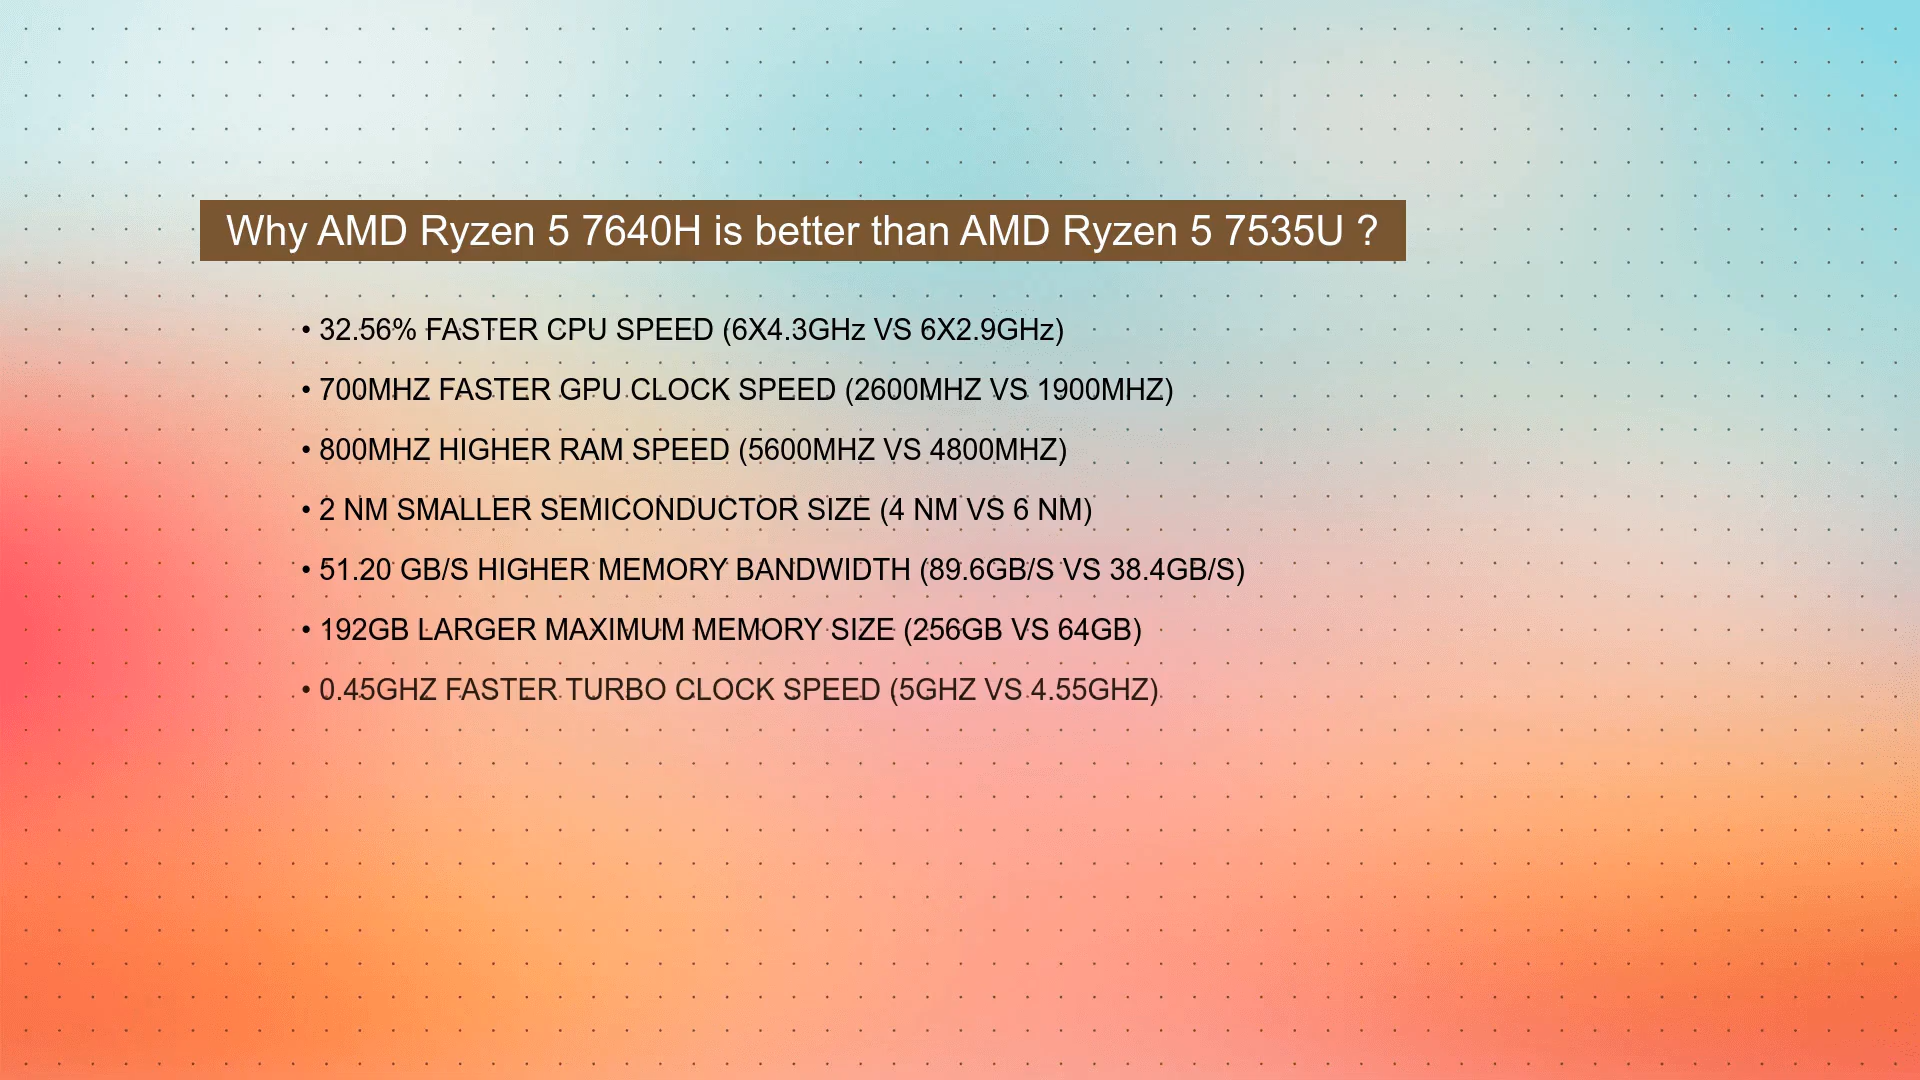 Why AMD Ryzen 5 7640H is better than AMD Ryzen 5 7535U ?
• 32.56% FASTER CPU SPEED (6X4.3GHz VS 6X2.9GHz)
• 700MHZ FASTER GPU CLOCK SPEED (2600MHZ VS 1900MHZ)
• 800MHZ HIGHER RAM SPEED (5600MHZ VS 4800MHZ)
• 2 NM SMALLER SEMICONDUCTOR SIZE (4 NM VS 6 NM)
• 51.20 GB/S HIGHER MEMORY BANDWIDTH (89.6GB/S VS 38.4GB/S)
• 192GB LARGER MAXIMUM MEMORY SIZE (256GB VS 64GB)
• 0.45GHZ FASTER TURBO CLOCK SPEED (5GHZ VS 4.55GHZ)